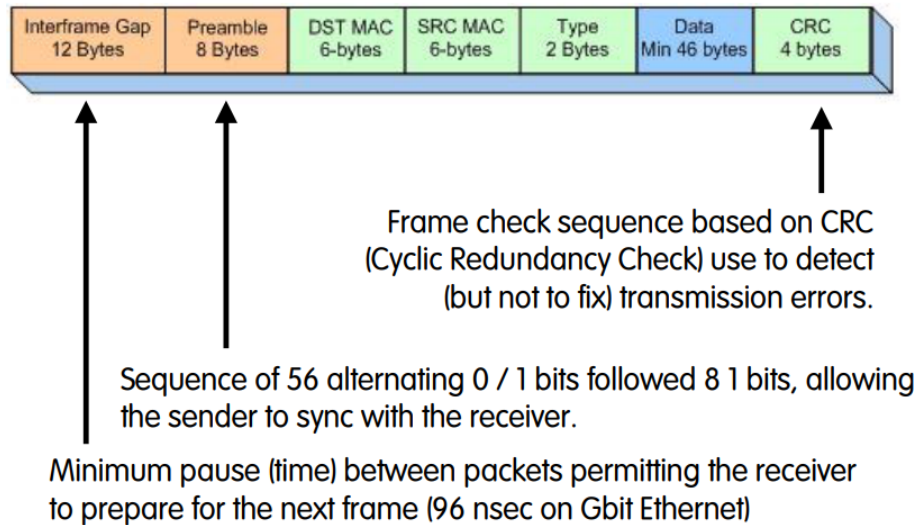 Interframe Gap
12 Bytes
Preamble
8 Bytes
DST MAC
6-bytes
SRC MAC
6-bytes
Type
2 Bytes
Data
Min 46 bytes
CRC
4 bytes
Frame check sequence based on CRC
(Cyclic Redundancy Check) use to detect
(but not to fix) transmission errors.
Sequence of 56 alternating 0 / 1 bits followed 8 1 bits, allowing
the sender to sync with the receiver.
Minimum pause (time) between packets permitting the receiver
to prepare for the next frame (96 nsec on Gbit Ethernet)